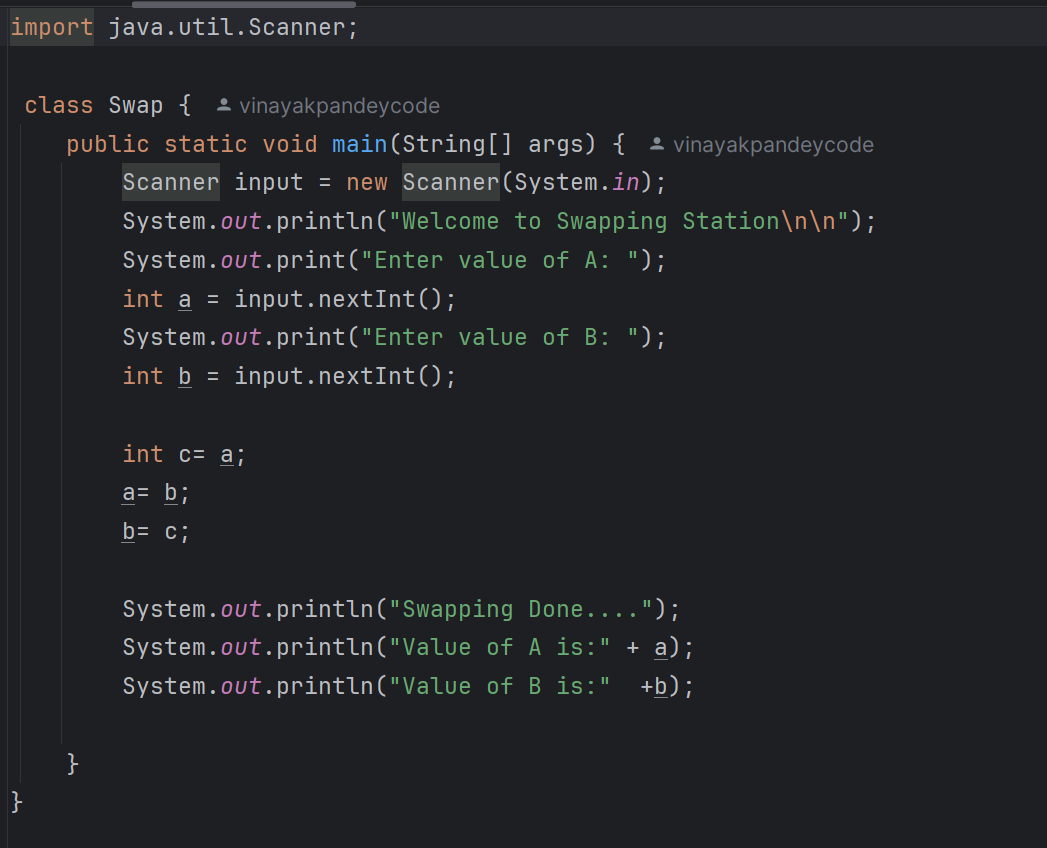 import java.util.Scanner;
class Swap { vinayakpandeycode
public static void main(String[] args) { vinayakpandeycode
Scanner input = new Scanner(System.in);
System.out.println("Welcome to Swapping Station\n\n");
System.out.print("Enter value of A: ");
int a = input.nextInt();
System.out.print("Enter value of B: ");
int b = input.nextInt();
int c= a;
a= b;
b= c;
System.out.println("Swapping Done....");
System.out.println("Value of A is:" + a);
System.out.println("Value of B is:"  +b);
}
}